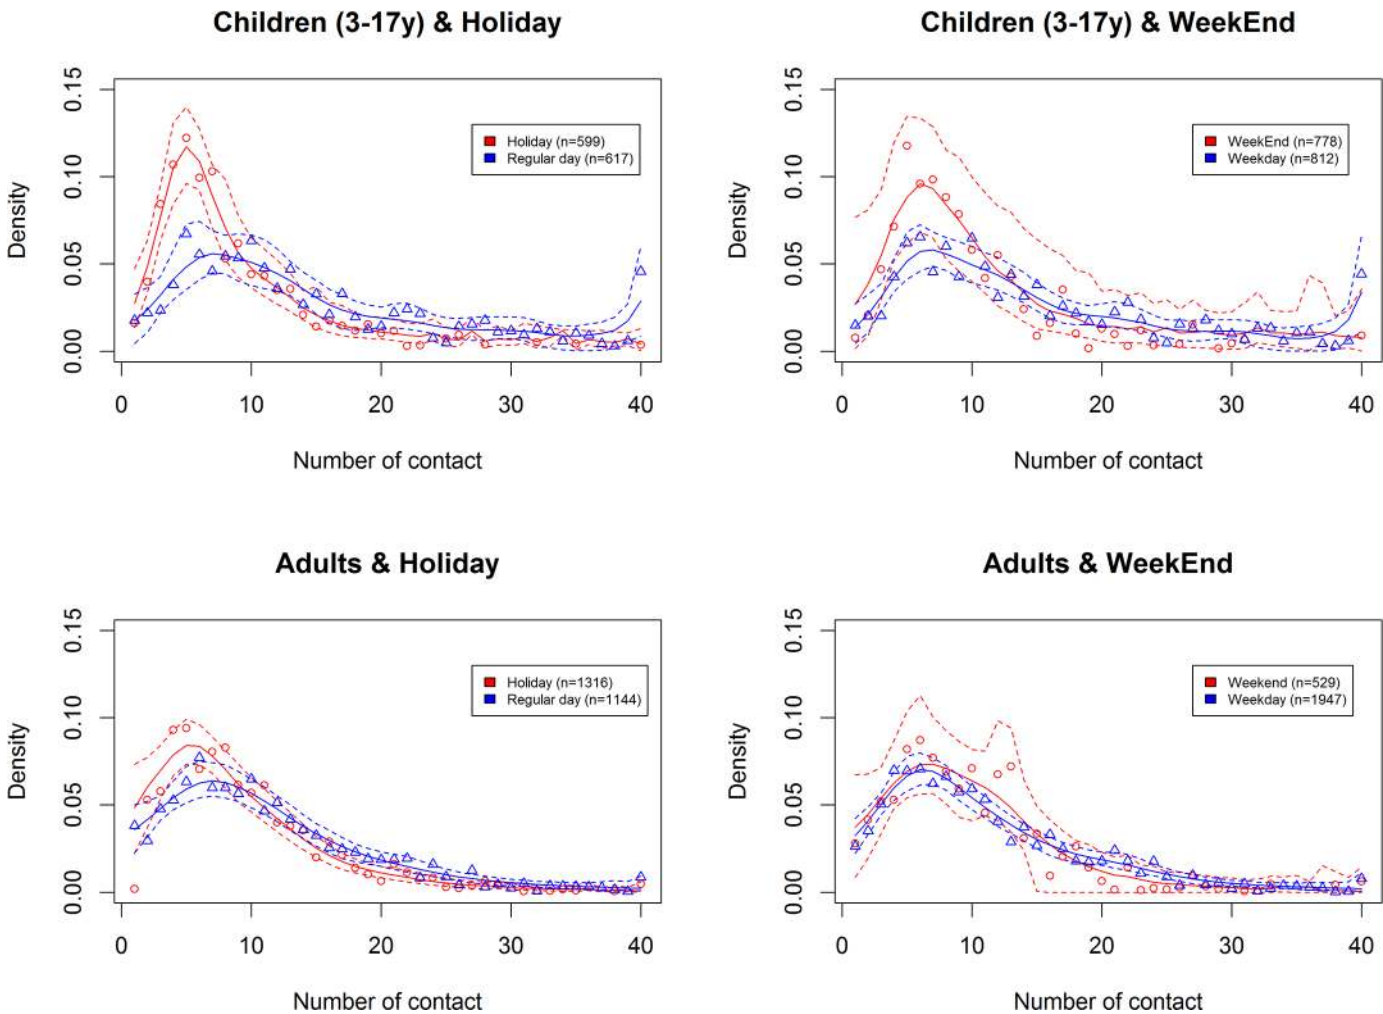 Children (3-17y) & Holiday
Density
0.15
0.10
0.05
0.00
Holiday (n=599)
Regular day (n=617)
0 10 20 30 40
Number of contact
Children (3-17y) & WeekEnd
Density
0.15
0.10
0.05
0.00
WeekEnd (n=778)
Weekday (n=812)
0 10 20 30 40
Number of contact
Adults & Holiday
Density
0.15
0.10
0.05
0.00
Holiday (n=1316)
Regular day (n=1144)
0 10 20 30 40
Number of contact
Adults & WeekEnd
Density
0.15
0.10
0.05
0.00
Weekend (n=529)
Weekday (n=1947)
0 10 20 30 40
Number of contact